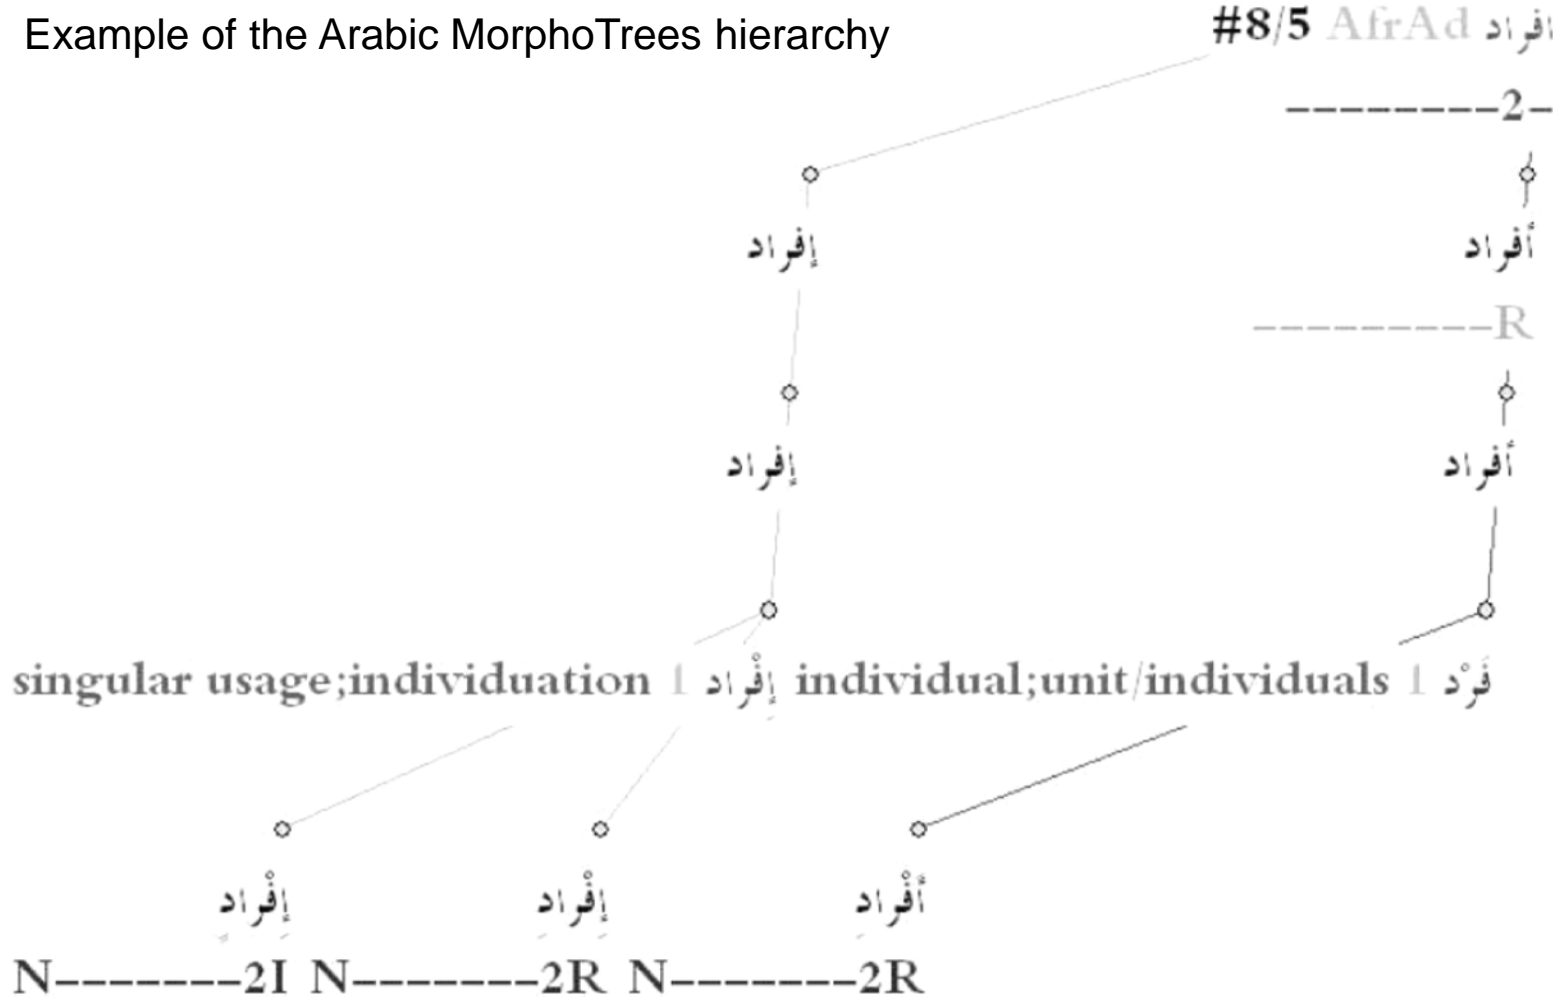 Example of the Arabic MorphoTrees hierarchy
#8/5 AfrAd افراد
--------2-
إفراد
أفراد
---------R
إفراد
أفراد
singular usage;individuation 1 إِفْراد individual;unit/individuals 1 فَرْد
إِفْرادٍ
إِفْرادِ
أَفْرادِ
N-------2I N-------2R N-------2R